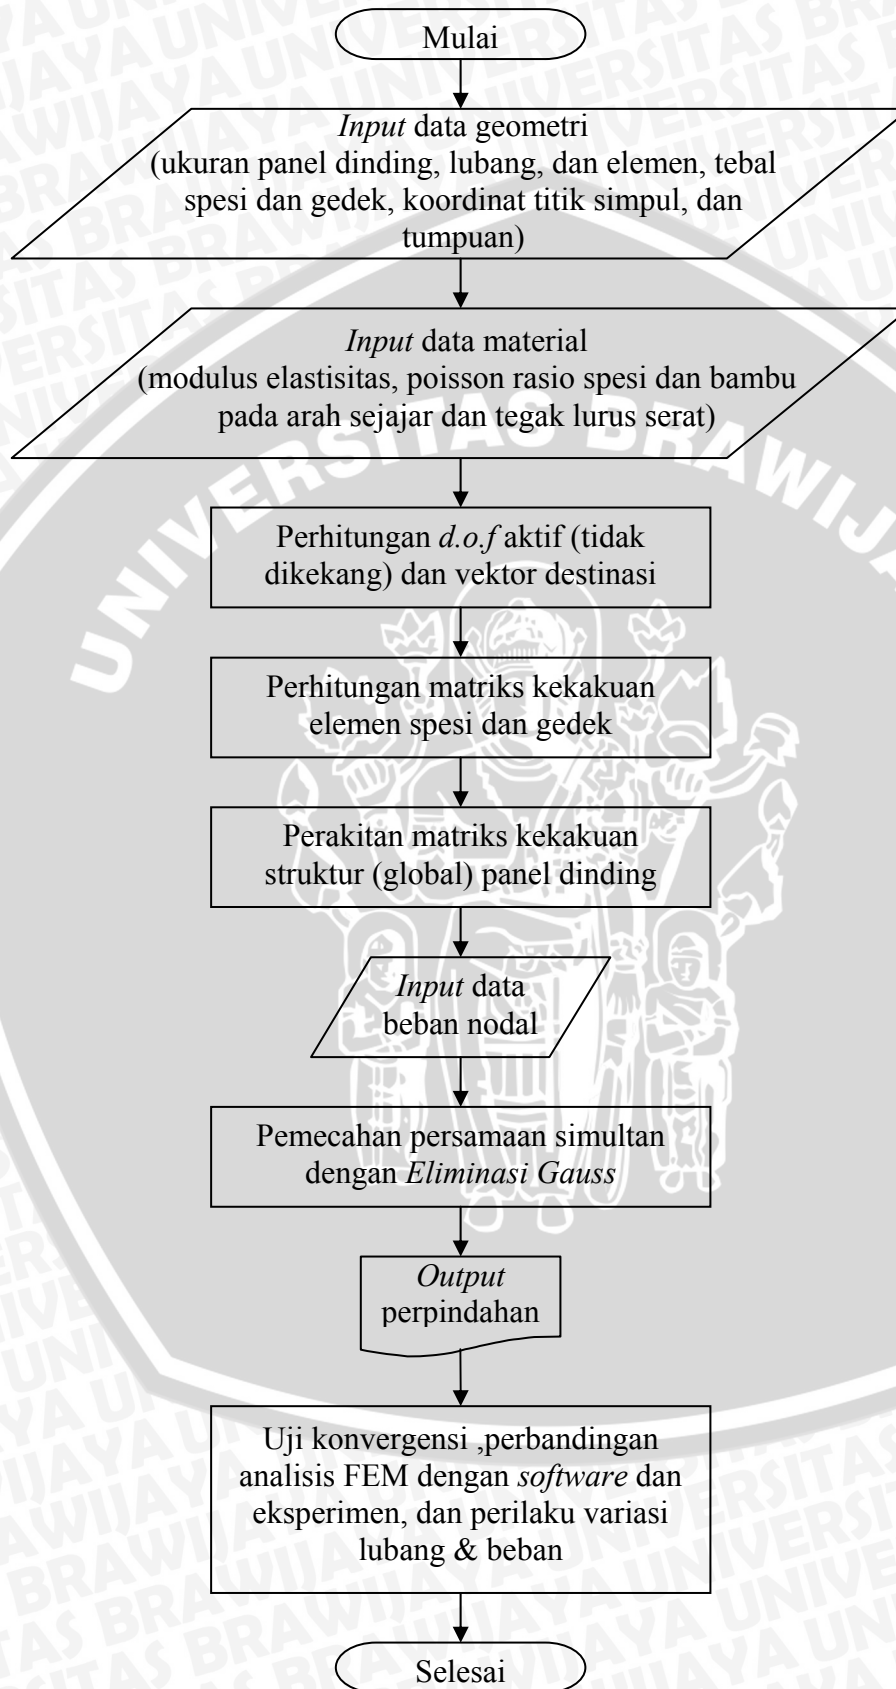 Mulai
Input data geometri
(ukuran panel dinding, lubang, dan elemen, tebal
spesi dan gedek, koordinat titik simpul, dan
tumpuan)
Input data material
(modulus elastisitas, poisson rasio spesi dan bambu
pada arah sejajar dan tegak lurus serat)
UNIVERSITAS BRAWIJA
Perhitungan d.o.f aktif (tidak
dikekang) dan vektor destinasi
Perhitungan matriks kekakuan
elemen spesi dan gedek
Perakitan matriks kekakuan
struktur (global) panel dinding
Input data
beban nodal
Pemecahan persamaan simultan
dengan Eliminasi Gauss
Output
perpindahan
Uji konvergensi ,perbandingan
analisis FEM dengan software dan
eksperimen, dan perilaku variasi
lubang & beban
Selesai